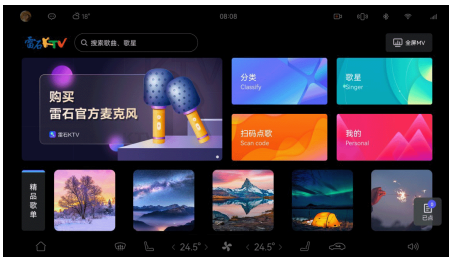 18°
08:08
雷石KTV
搜索歌曲、歌星
全屏MV
购买
雷石官方麦克风
雷石KTV
分类
Classify
歌星
Singer
扫码点歌
Scan code
我的
Personal
精品歌单
已点
24.5°
24.5°